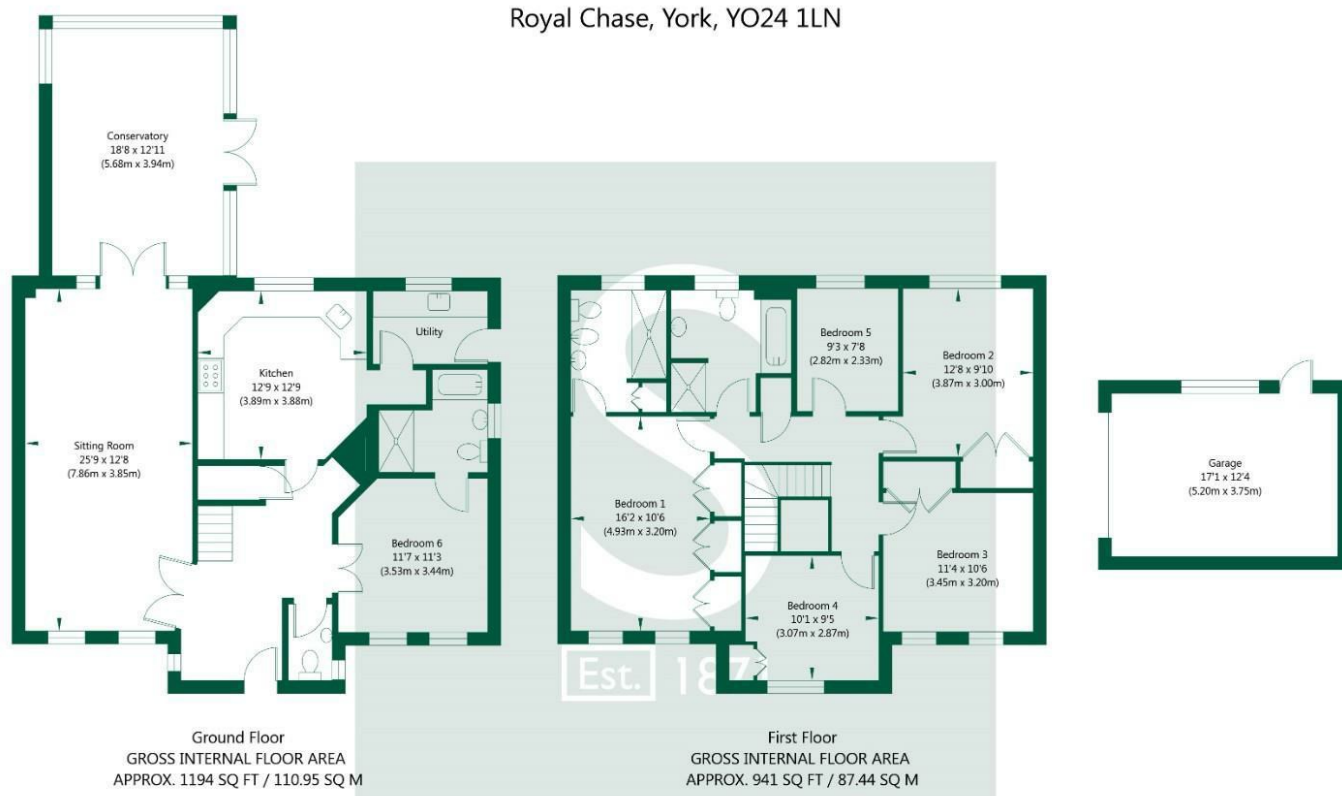 Royal Chase, York, YO24 1LN
Conservatory
18'8 x 12'11
(5.68m x 3.94m)
Sitting Room
25'9 x 12'8
(7.86m x 3.85m)
Kitchen
12'9 x 12'9
(3.89m x 3.88m)
Utility
Bedroom 6
11'7 x 11'3
(3.53m x 3.44m)
Ground Floor
GROSS INTERNAL FLOOR AREA
APPROX. 1194 SQ FT / 110.95 SQ M
Bedroom 5
9'3 x 7'8
(2.82m x 2.33m)
Bedroom 2
12'8 x 9'10
(3.87m x 3.00m)
Bedroom 1
16'2 x 10'6
(4.93m x 3.20m)
Bedroom 3
11'4 x 10'6
(3.45m x 3.20m)
Bedroom 4
10'1 x 9'5
(3.07m x 2.87m)
Est.
First Floor
GROSS INTERNAL FLOOR AREA
APPROX. 941 SQ FT / 87.44 SQ M
Garage
17'1 x 12'4
(5.20m x 3.75m)